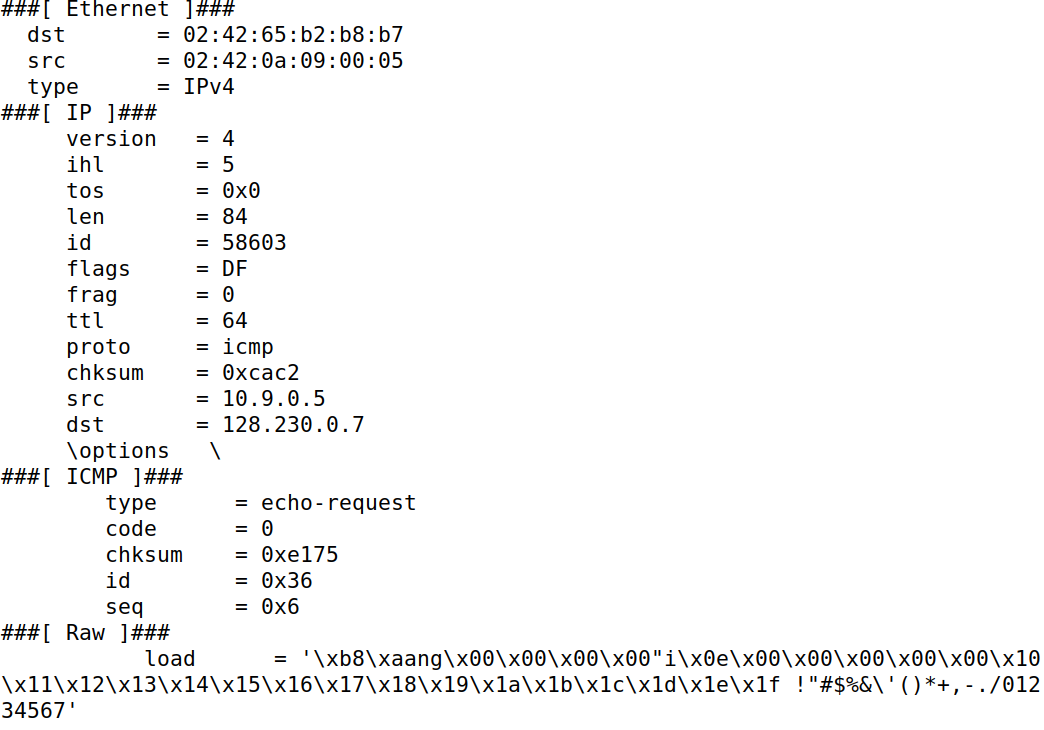 ###[ Ethernet ]###
  dst       = 02:42:65:b2:b8:b7
  src       = 02:42:0a:09:00:05
  type      = IPv4
###[ IP ]###
     version   = 4
     ihl       = 5
     tos       = 0x0
     len       = 84
     id        = 58603
     flags     = DF
     frag      = 0
     ttl       = 64
     proto     = icmp
     chksum    = 0xcac2
     src       = 10.9.0.5
     dst       = 128.230.0.7
     \options   \
###[ ICMP ]###
        type      = echo-request
        code      = 0
        chksum    = 0xe175
        id        = 0x36
        seq       = 0x6
###[ Raw ]###
           load      = '\xb8\xaang\x00\x00\x00\x00"i\x0e\x00\x00\x00\x00\x00\x10
\x11\x12\x13\x14\x15\x16\x17\x18\x19\x1a\x1b\x1c\x1d\x1e\x1f !"#$%&\'()*+,-./012
34567'